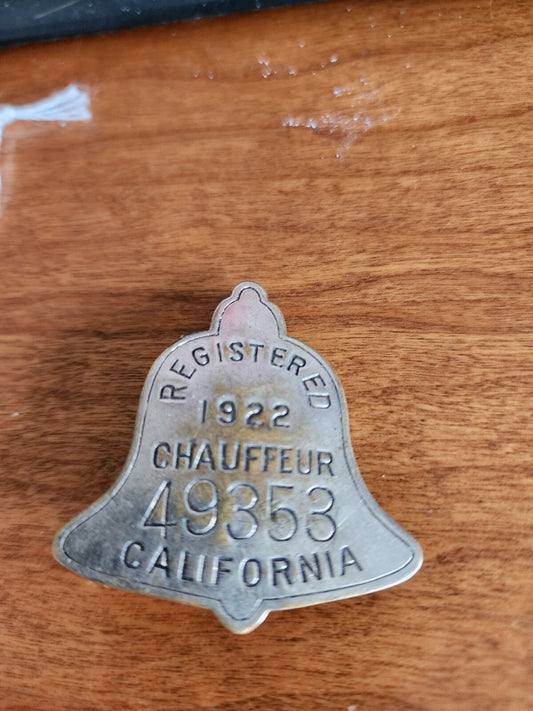 REGISTERED
1922
CHAUFFEUR
49353
CALIFORNIA